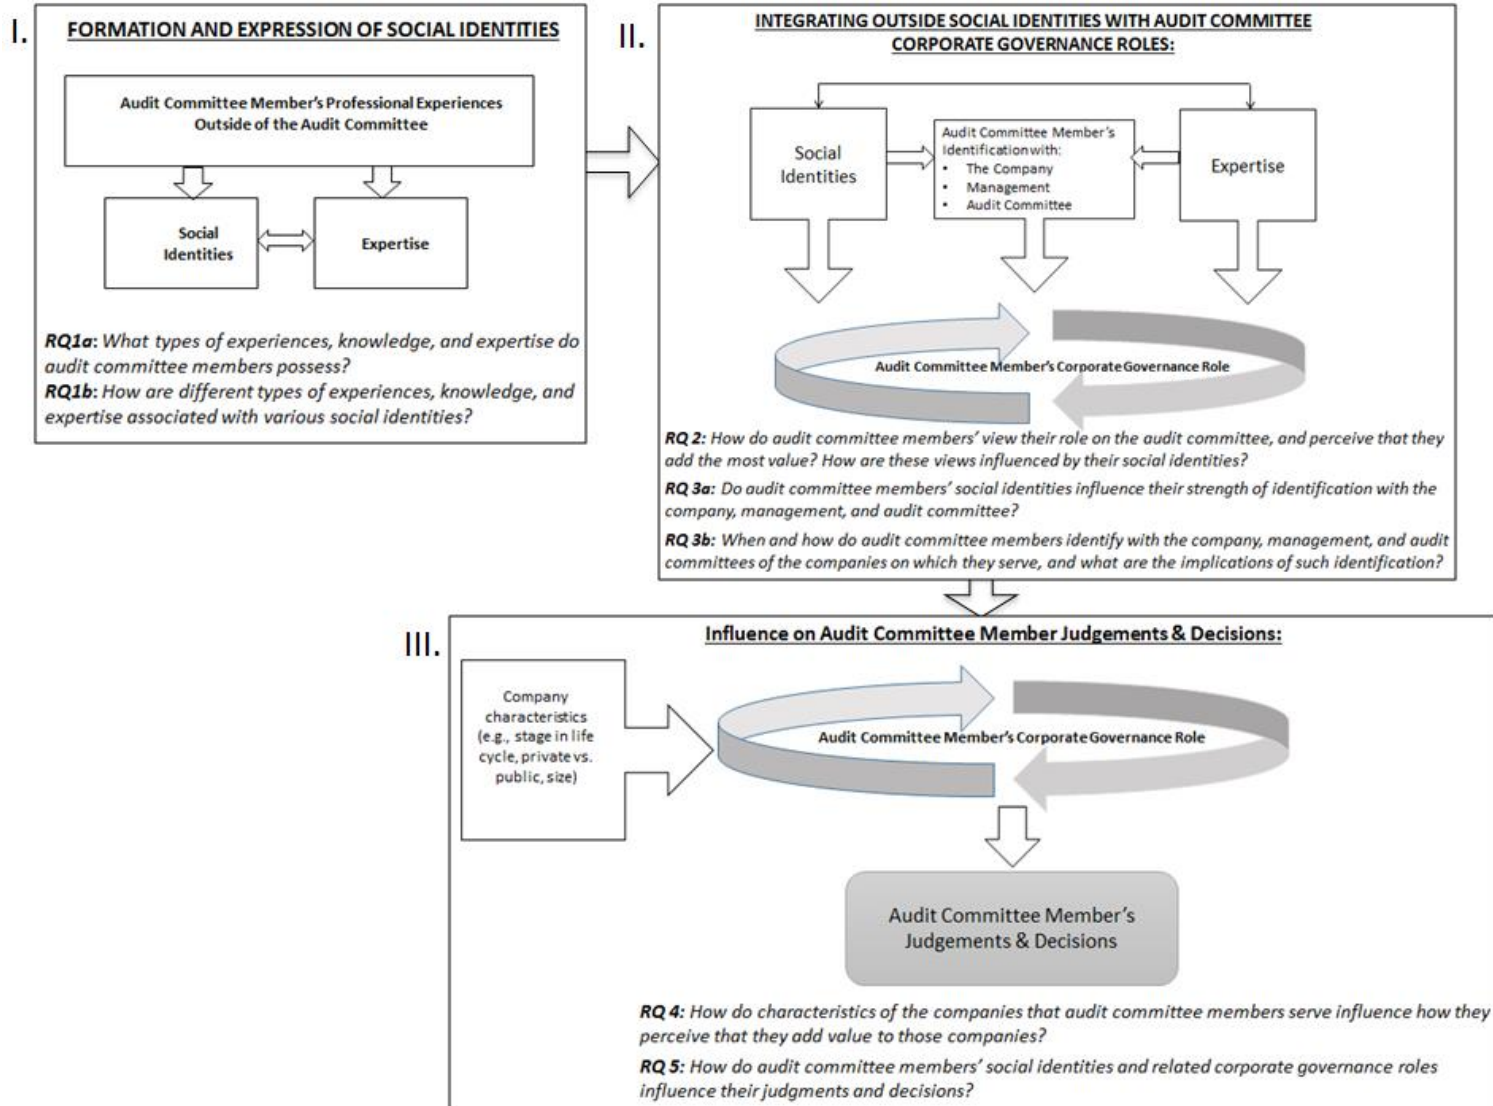 I.
FORMATION AND EXPRESSION OF SOCIAL IDENTITIES
Audit Committee Member's Professional Experiences
Outside of the Audit Committee
Social
Identities
Expertise
RQ1a: What types of experiences, knowledge, and expertise do
audit committee members possess?
RQ1b: How are different types of experiences, knowledge, and
expertise associated with various social identities?
II.
INTEGRATING OUTSIDE SOCIAL IDENTITIES WITH AUDIT COMMITTEE
CORPORATE GOVERNANCE ROLES:
Social
Identities
Audit Committee Member's
Identification with:
• The Company
• Management
• Audit Committee
Expertise
Audit Committee Member's Corporate Governance Role
RQ 2: How do audit committee members' view their role on the audit committee, and perceive that they
add the most value? How are these views influenced by their social identities?
RQ 3a: Do audit committee members' social identities influence their strength of identification with the
company, management, and audit committee?
RQ 3b: When and how do audit committee members identify with the company, management, and audit
committees of the companies on which they serve, and what are the implications of such identification?
III.
Influence on Audit Committee Member Judgements & Decisions:
Company
characteristics
(e.g., stage in life
cycle, private vs.
public, size)
Audit Committee Member's Corporate Governance Role
Audit Committee Member's
Judgements & Decisions
RQ 4: How do characteristics of the companies that audit committee members serve influence how they
perceive that they add value to those companies?
RQ 5: How do audit committee members' social identities and related corporate governance roles
influence their judgments and decisions?